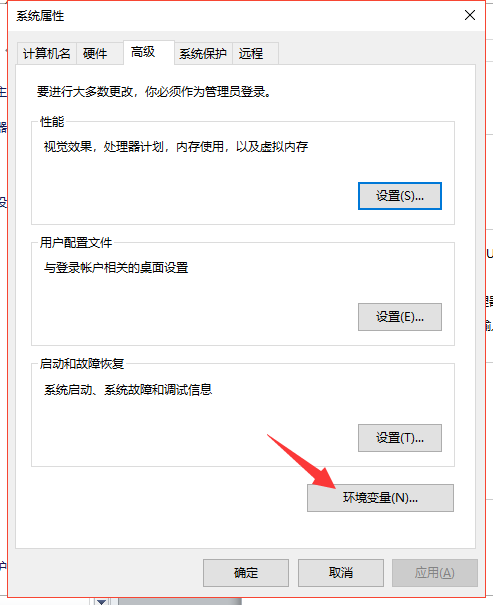 系统属性
计算机名 硬件 高级 系统保护 远程
要进行大多数更改，你必须作为管理员登录。
性能
视觉效果，处理器计划，内存使用，以及虚拟内存
设置(S)...
用户配置文件
与登录帐户相关的桌面设置
设置(E)...
启动和故障恢复
系统启动、系统故障和调试信息
设置(T)...
环境变量(N)...
确定 取消 应用(A)